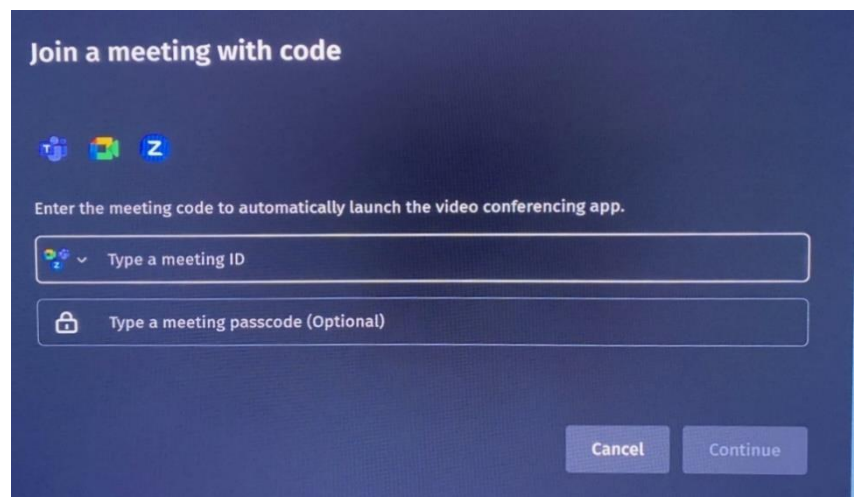 Join a meeting with code
Enter the meeting code to automatically launch the video conferencing app.
Type a meeting ID
Type a meeting passcode (Optional)
Cancel
Continue